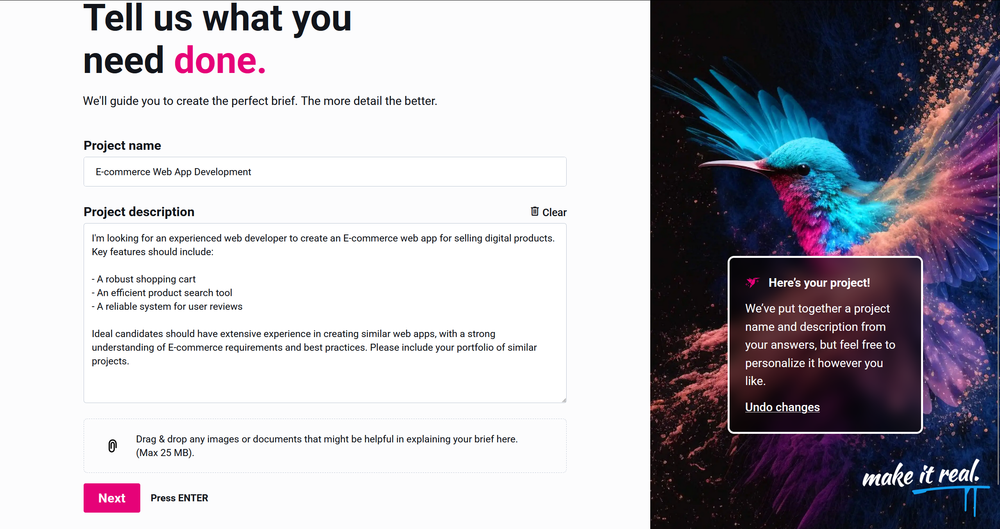 Tell us what you
need done.
We'll guide you to create the perfect brief. The more detail the better.
Project name
E-commerce Web App Development
Project description
Clear
I'm looking for an experienced web developer to create an E-commerce web app for selling digital products.
Key features should include:
- A robust shopping cart
- An efficient product search tool
- A reliable system for user reviews
Ideal candidates should have extensive experience in creating similar web apps, with a strong
understanding of E-commerce requirements and best practices. Please include your portfolio of similar
projects.
Drag & drop any images or documents that might be helpful in explaining your brief here.
(Max 25 MB).
Next
Press ENTER
Here’s your project!
We’ve put together a project
name and description from
your answers, but feel free to
personalize it however you
like.
Undo changes
make it real.